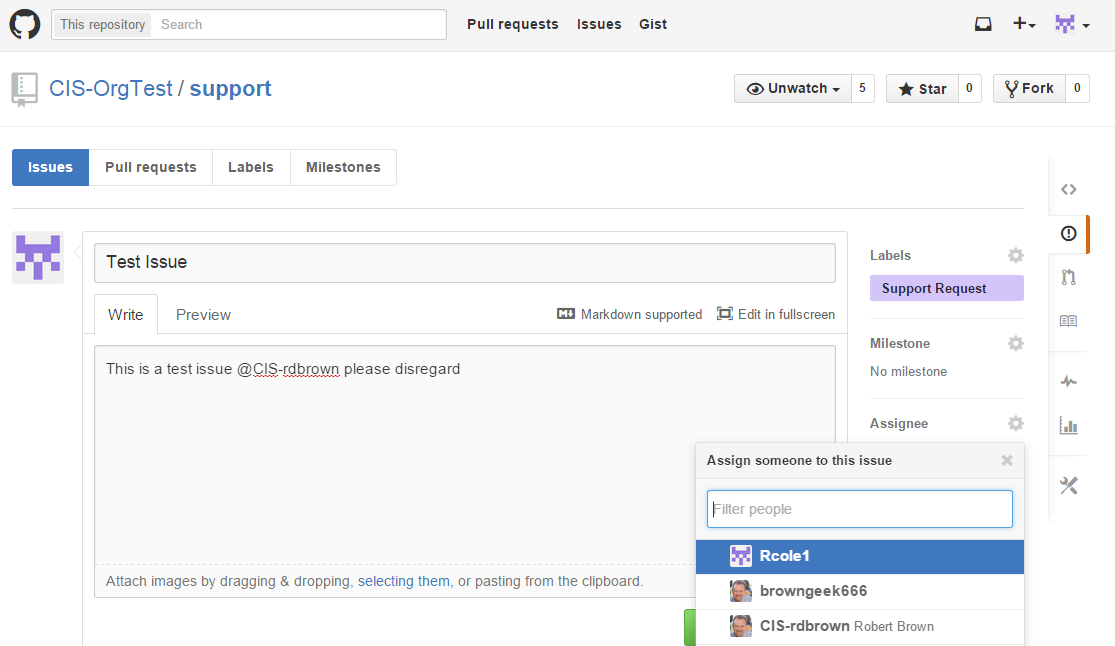 This repository Search Pull requests Issues Gist
CIS-OrgTest / support
Unwatch 5 Star 0 Fork 0
Issues Pull requests Labels Milestones
Test Issue
Write Preview Markdown supported Edit in fullscreen
This is a test issue @CIS-rdbrown please disregard
Attach images by dragging & dropping, selecting them, or pasting from the clipboard.
Labels
Support Request
Milestone
No milestone
Assignee
Assign someone to this issue
Filter people
Rcole1
browngeek666
CIS-rdbrown Robert Brown